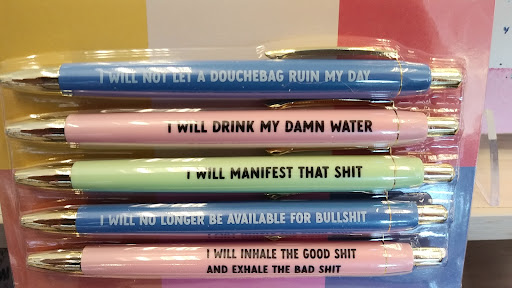 I WILL NOT LET A DOUCHEBAG RUIN MY DAY
I WILL DRINK MY DAMN WATER
I WILL MANIFEST THAT SHIT
I WILL NO LONGER BE AVAILABLE FOR BULLSHIT
I WILL INHALE THE GOOD SHIT
AND EXHALE THE BAD SHIT